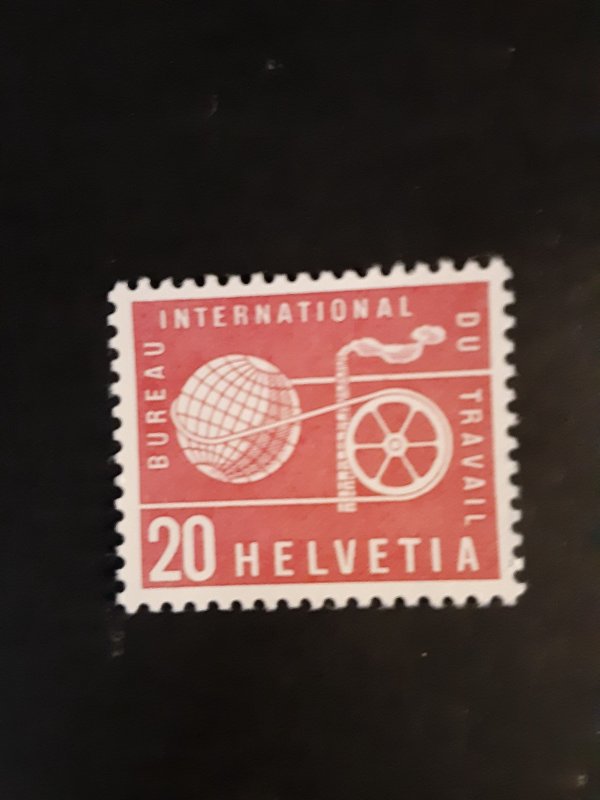 BUREAU
INTERNATIONAL
DU TRAVAIL
20 HELVETIA